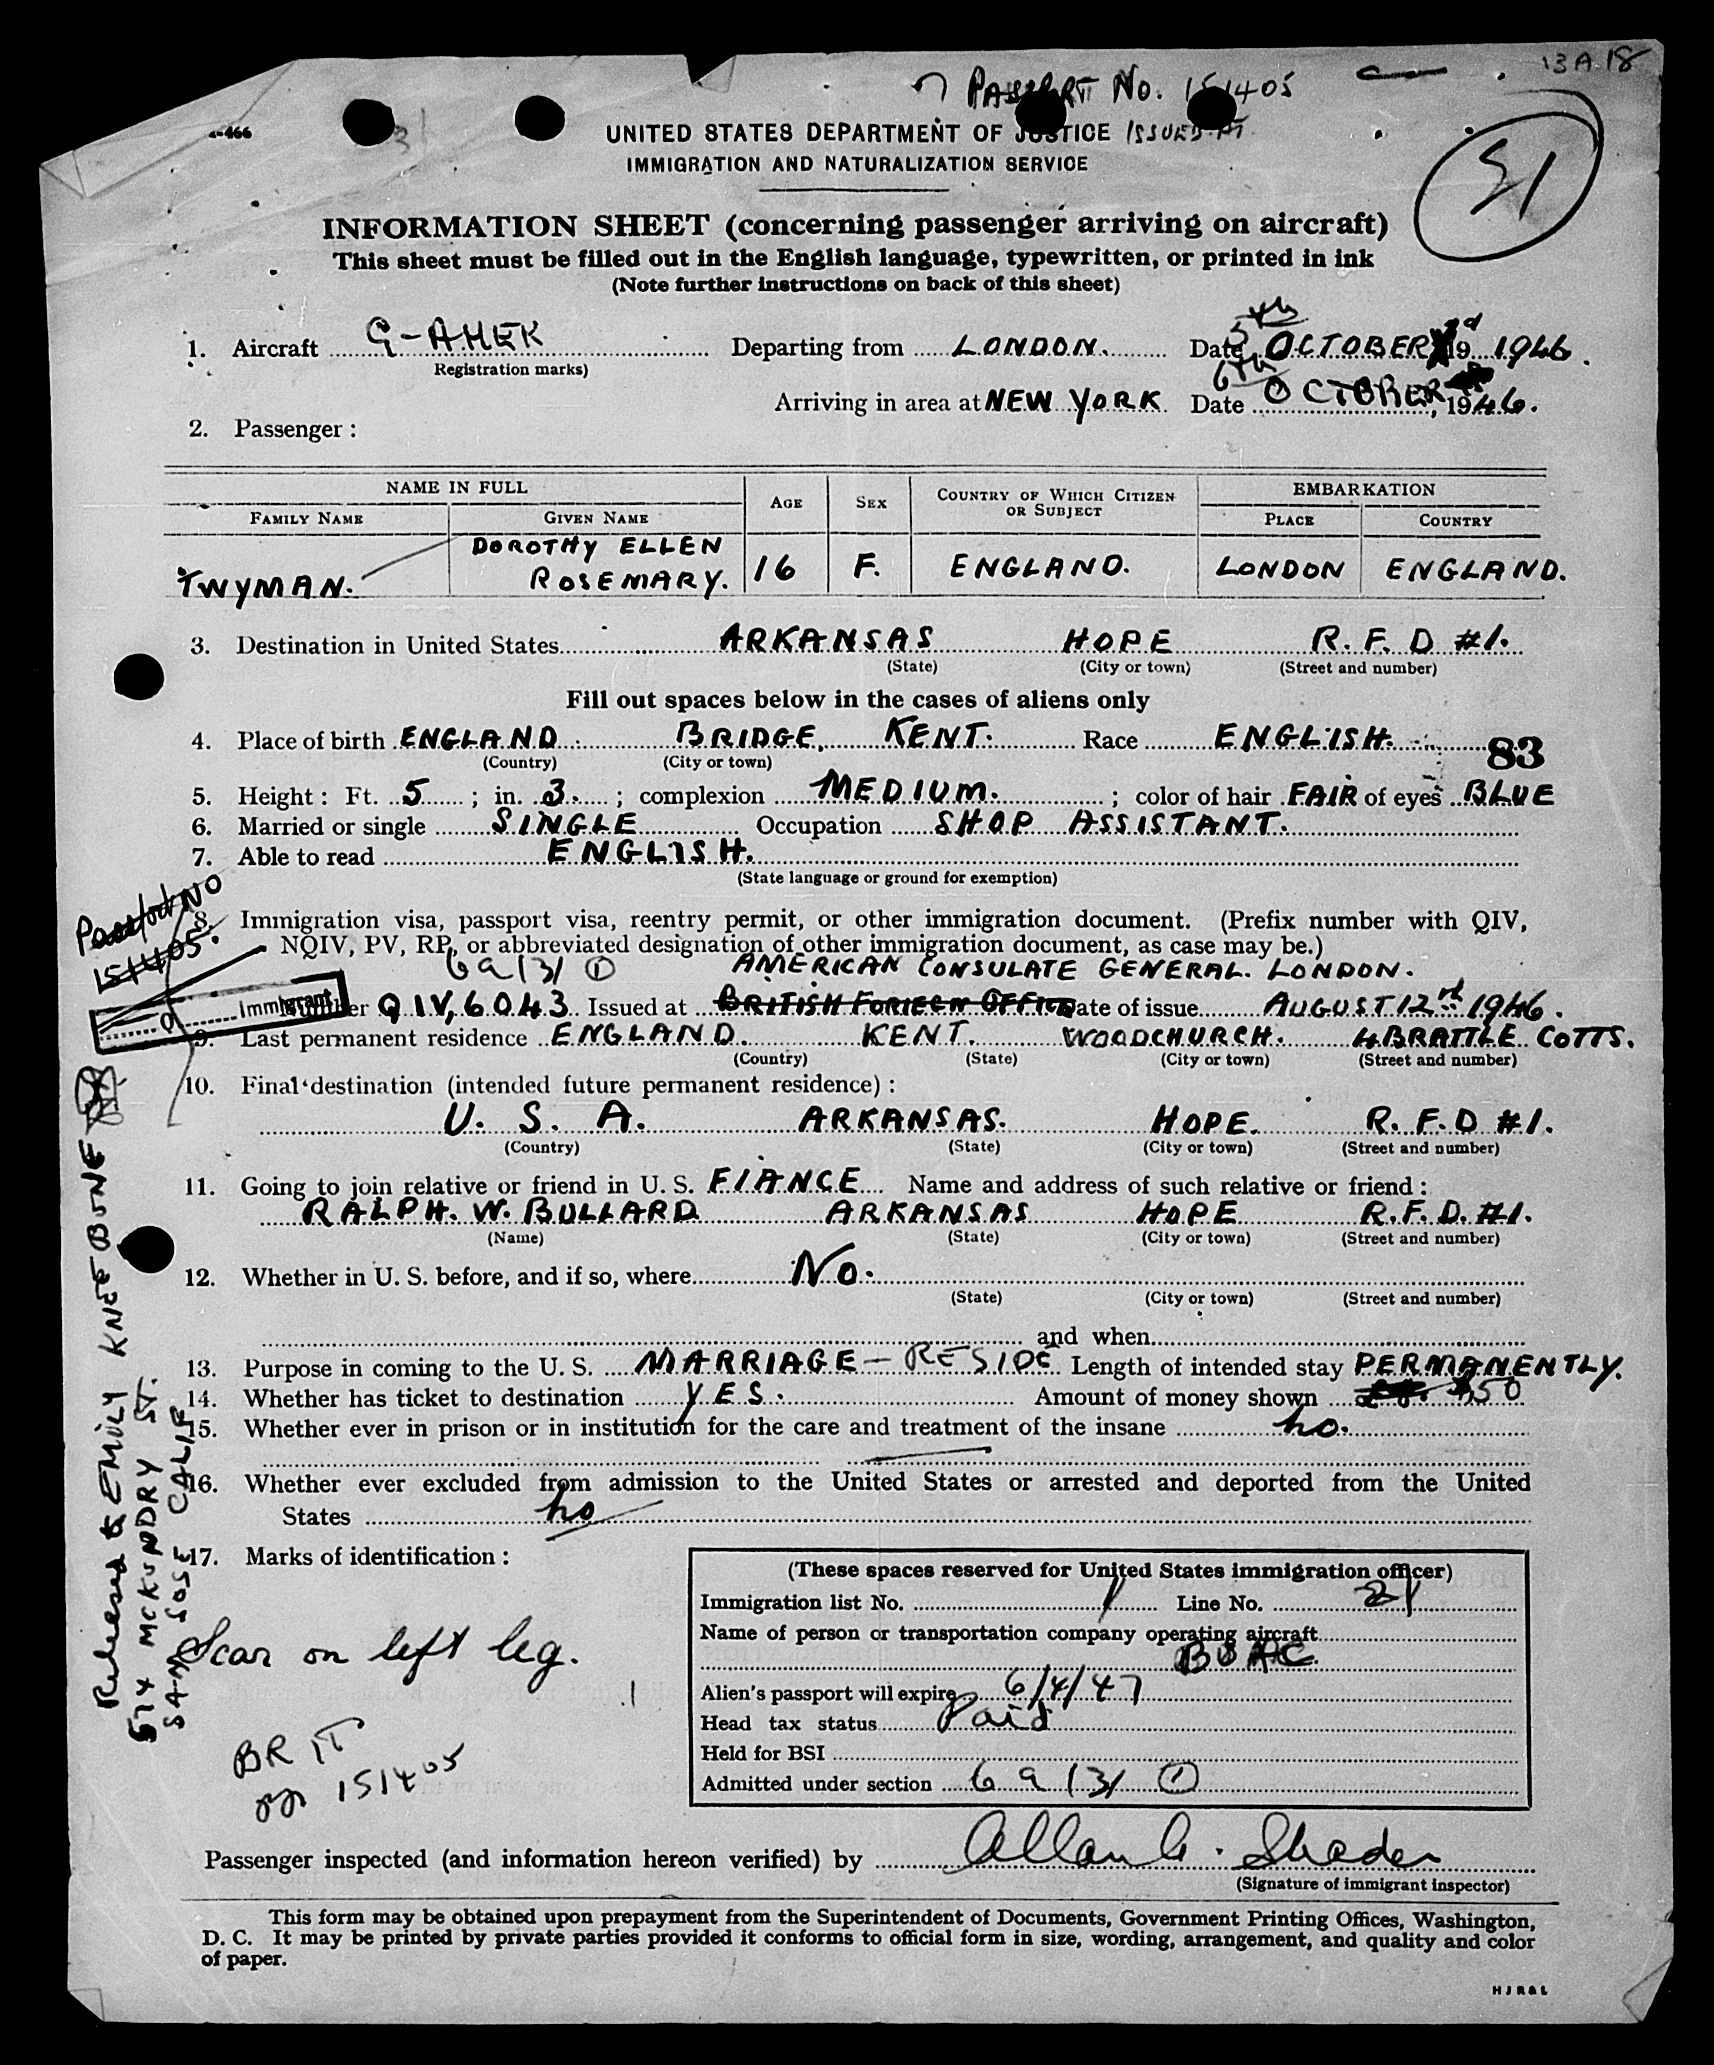 13 A 18
PASSPORT No. 151405
a-466
UNITED STATES DEPARTMENT OF JUSTICE ISSUED AT
IMMIGRATION AND NATURALIZATION SERVICE
51
INFORMATION SHEET (concerning passenger arriving on aircraft)
This sheet must be filled out in the English language, typewritten, or printed in ink
(Note further instructions on back of this sheet)
1. Aircraft G-AHEK Departing from LONDON. Date 5th OCTOBER 19 1946.
Registration marks)
Arriving in area at NEW YORK Date 6th OCTOBER, 1946.
2. Passenger :
NAME IN FULL AGE SEX COUNTRY OF WHICH CITIZEN OR SUBJECT EMBARKATION
FAMILY NAME GIVEN NAME PLACE COUNTRY
TWYMAN. DOROTHY ELLEN ROSEMARY. 16 F. ENGLAND. LONDON ENGLAND.
3. Destination in United States ARKANSAS HOPE R.F.D #1.
(State) (City or town) (Street and number)
Fill out spaces below in the cases of aliens only
4. Place of birth ENGLAND BRIDGE, KENT. Race ENGLISH. 83
(Country) (City or town)
5. Height : Ft. 5 ; in. 3. ; complexion MEDIUM. ; color of hair FAIR of eyes BLUE
6. Married or single SINGLE Occupation SHOP ASSISTANT.
7. Able to read ENGLISH.
(State language or ground for exemption)
Passport NO
151405.
8. Immigration visa, passport visa, reentry permit, or other immigration document. (Prefix number with QIV,
NQIV, PV, RP, or abbreviated designation of other immigration document, as case may be.)
6a(3) ① AMERICAN CONSULATE GENERAL. LONDON.
Immigrant
Number QIV, 6043 Issued at BRITISH FORIEGN OFFICE Date of issue AUGUST 12 1946.
9. Last permanent residence ENGLAND. KENT. WOODCHURCH. 4 BRATTLE COTTS.
(Country) (State) (City or town) (Street and number)
10. Final destination (intended future permanent residence) :
U. S. A. ARKANSAS. HOPE. R.F.D #1.
(Country) (State) (City or town) (Street and number)
11. Going to join relative or friend in U. S. FIANCE Name and address of such relative or friend :
RALPH. W. BULLARD ARKANSAS HOPE R.F.D. #1.
(Name) (State) (City or town) (Street and number)
12. Whether in U. S. before, and if so, where No.
(State) (City or town) (Street and number)
and when
13. Purpose in coming to the U. S. MARRIAGE - RESIDE Length of intended stay PERMANENTLY.
14. Whether has ticket to destination YES. Amount of money shown $50
15. Whether ever in prison or in institution for the care and treatment of the insane no.
16. Whether ever excluded from admission to the United States or arrested and deported from the United
States no
17. Marks of identification :
Scar on left leg.
BRIT
PP 151405
Released to EMILY KNEEBONE
574 MCKUNDRY ST.
SAN JOSE CALIF
(These spaces reserved for United States immigration officer)
Immigration list No. 1 Line No. 21
Name of person or transportation company operating aircraft
BOAC
Alien's passport will expire 6/4/47
Head tax status Paid
Held for BSI
Admitted under section 6a(3) ①
Passenger inspected (and information hereon verified) by Allan G. Shader
(Signature of immigrant inspector)
This form may be obtained upon prepayment from the Superintendent of Documents, Government Printing Offices, Washington,
D. C. It may be printed by private parties provided it conforms to official form in size, wording, arrangement, and quality and color
of paper.
H J R & L